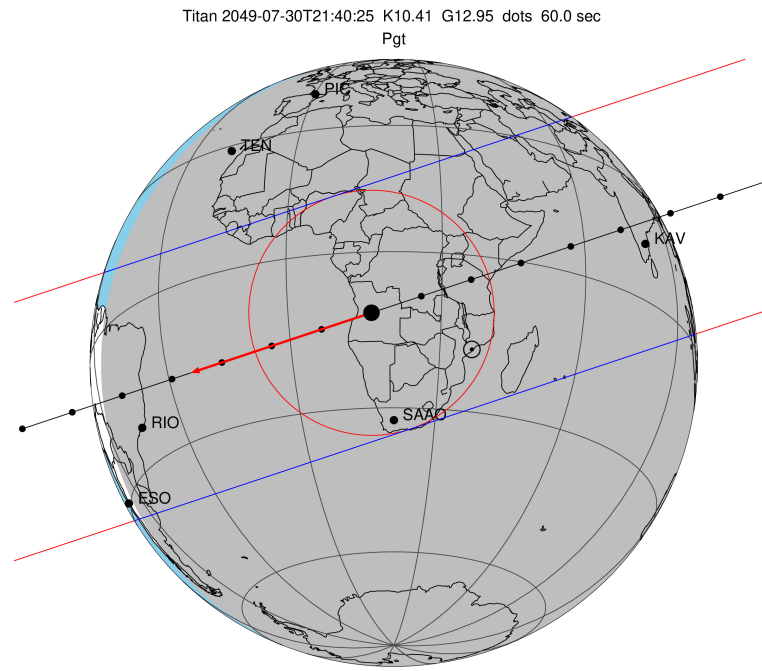 Titan 2049-07-30T21:40:25 K10.41 G12.95 dots 60.0 sec
Pgt
PIC
TEN
KAV
SAAO
RIO
ESO